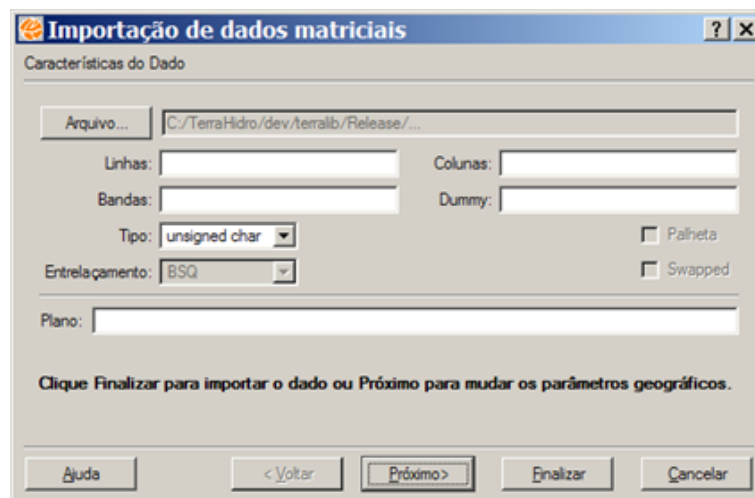 Importação de dados matriciais
Características do Dado
Arquivo... C:/TerraHidro/dev/terralib/Release/...
Linhas: Colunas:
Bandas: Dummy:
Tipo: unsigned char Palheta
Entrelaçamento: BSQ Swapped
Plano:
Clique Finalizar para importar o dado ou Próximo para mudar os parâmetros geográficos.
Ajuda < Voltar Próximo> Finalizar Cancelar